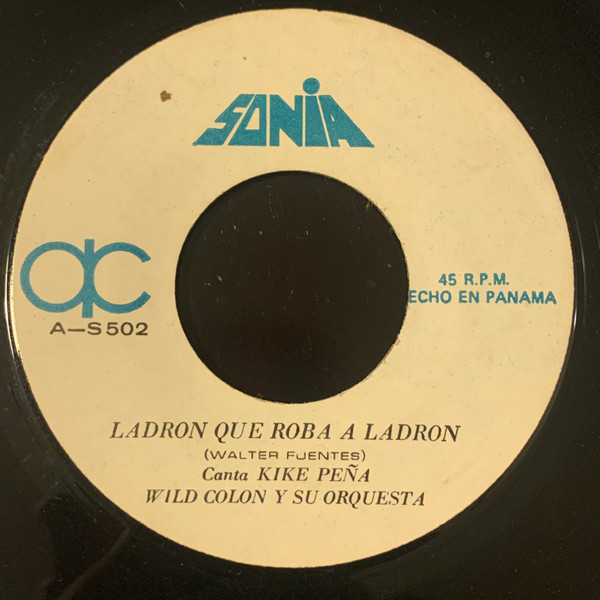 SONIA
ac
A-S502
45 R.P.M.
ECHO EN PANAMA
LADRON QUE ROBA A LADRON
(WALTER FUENTES)
Canta KIKE PEÑA
WILD COLON Y SU ORQUESTA